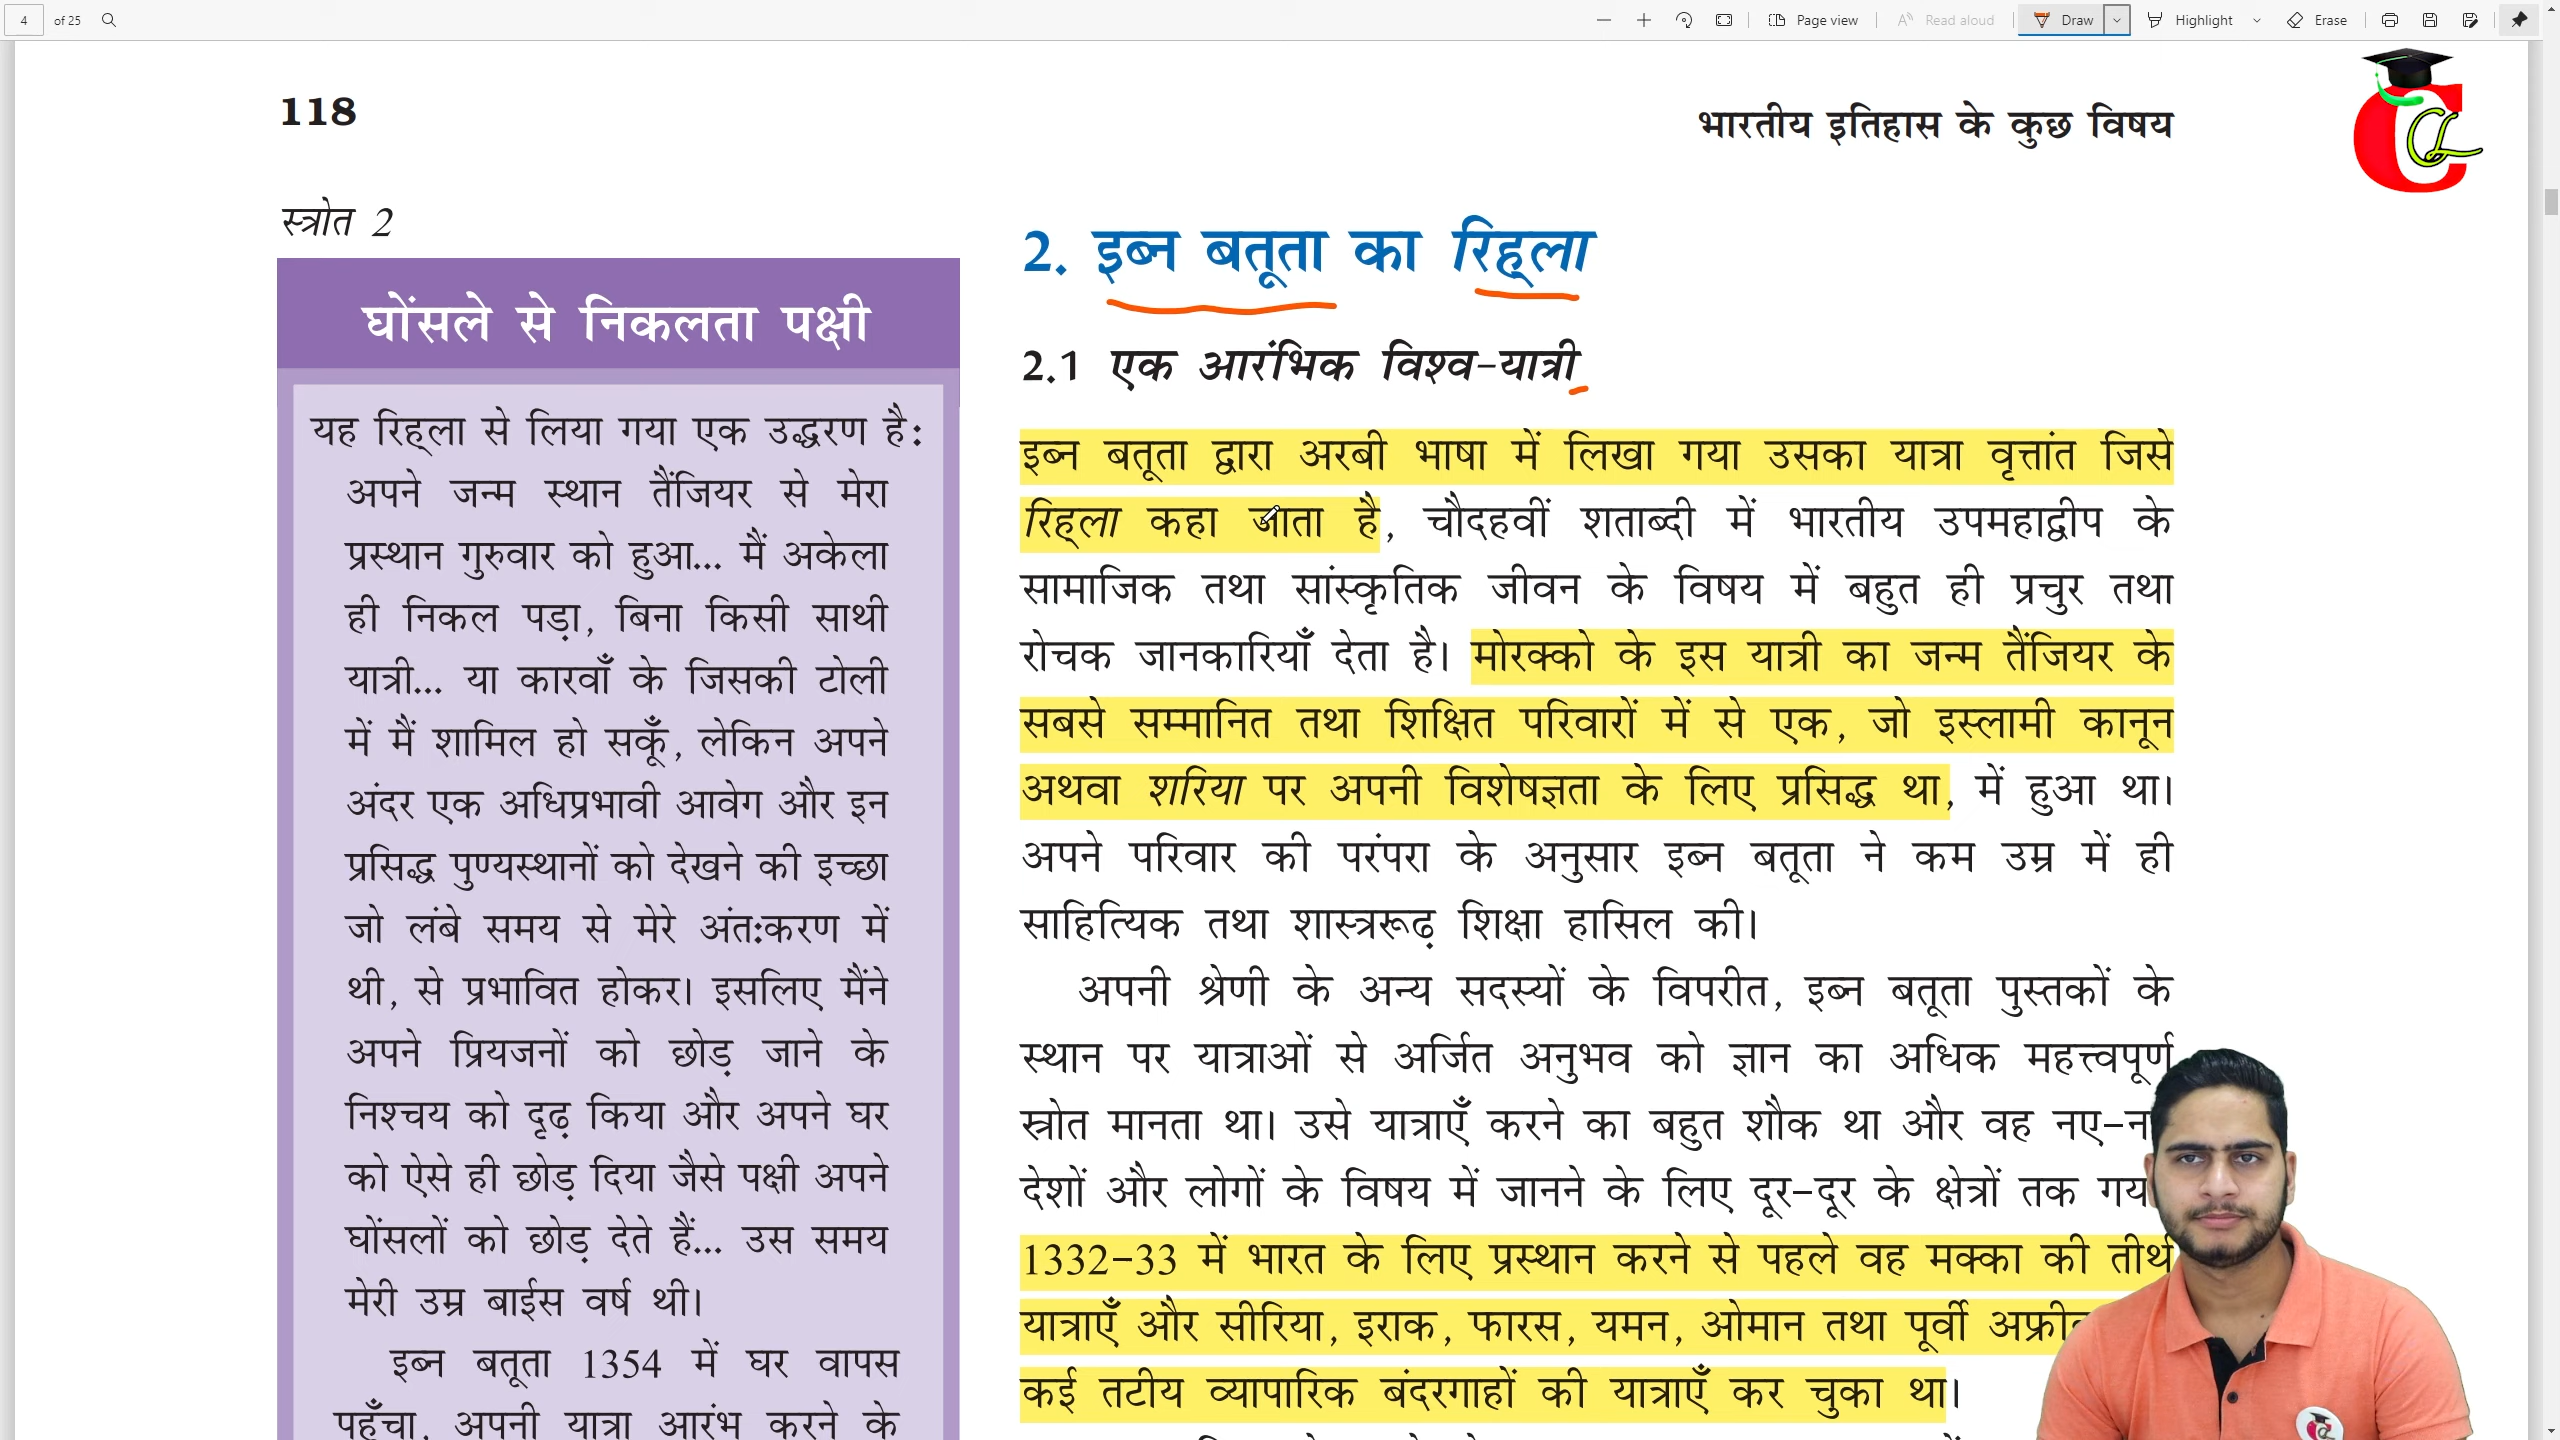 4 of 25
Page view
Read aloud
Draw
Highlight
Erase
118
भारतीय इतिहास के कुछ विषय
स्त्रोत 2
घोंसले से निकलता पक्षी
यह रिह्ला से लिया गया एक उद्धरण है:
अपने जन्म स्थान तैंजियर से मेरा
प्रस्थान गुरुवार को हुआ... मैं अकेला
ही निकल पड़ा, बिना किसी साथी
यात्री... या कारवाँ के जिसकी टोली
में मैं शामिल हो सकूँ, लेकिन अपने
अंदर एक अधिप्रभावी आवेग और इन
प्रसिद्ध पुण्यस्थानों को देखने की इच्छा
जो लंबे समय से मेरे अंत:करण में
थी, से प्रभावित होकर। इसलिए मैंने
अपने प्रियजनों को छोड़ जाने के
निश्चय को दृढ़ किया और अपने घर
को ऐसे ही छोड़ दिया जैसे पक्षी अपने
घोंसलों को छोड़ देते हैं... उस समय
मेरी उम्र बाईस वर्ष थी।
इब्न बतूता 1354 में घर वापस
पहुँचा, अपनी यात्रा आरंभ करने के
2. इब्न बतूता का रिह्ला
2.1 एक आरंभिक विश्व-यात्री
इब्न बतूता द्वारा अरबी भाषा में लिखा गया उसका यात्रा वृत्तांत जिसे
रिह्ला कहा जाता है, चौदहवीं शताब्दी में भारतीय उपमहाद्वीप के
सामाजिक तथा सांस्कृतिक जीवन के विषय में बहुत ही प्रचुर तथा
रोचक जानकारियाँ देता है। मोरक्को के इस यात्री का जन्म तैंजियर के
सबसे सम्मानित तथा शिक्षित परिवारों में से एक, जो इस्लामी कानून
अथवा शरिया पर अपनी विशेषज्ञता के लिए प्रसिद्ध था, में हुआ था।
अपने परिवार की परंपरा के अनुसार इब्न बतूता ने कम उम्र में ही
साहित्यिक तथा शास्त्ररूढ़ शिक्षा हासिल की।
अपनी श्रेणी के अन्य सदस्यों के विपरीत, इब्न बतूता पुस्तकों के
स्थान पर यात्राओं से अर्जित अनुभव को ज्ञान का अधिक महत्त्वपूर्ण
स्त्रोत मानता था। उसे यात्राएँ करने का बहुत शौक था और वह नए-न
देशों और लोगों के विषय में जानने के लिए दूर-दूर के क्षेत्रों तक गय
1332-33 में भारत के लिए प्रस्थान करने से पहले वह मक्का की तीर्थ
यात्राएँ और सीरिया, इराक, फारस, यमन, ओमान तथा पूर्वी
कई तटीय व्यापारिक बंदरगाहों की यात्राएँ कर चुका था।